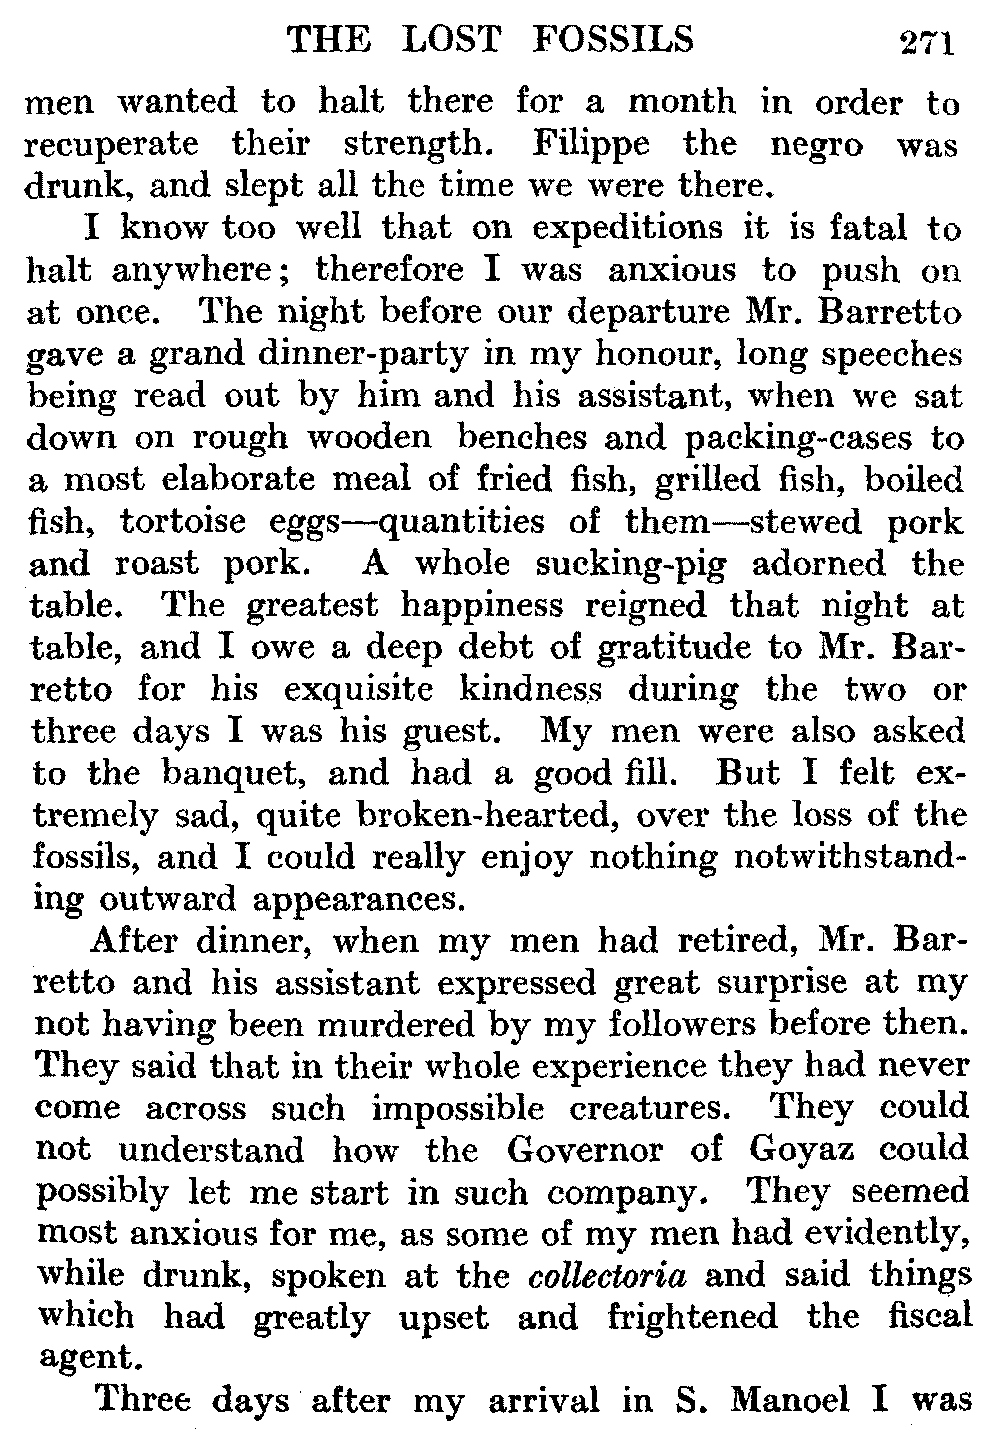 THE LOST FOSSILS 271
men wanted to halt there for a month in order to
recuperate their strength. Filippe the negro was
drunk, and slept all the time we were there.
I know too well that on expeditions it is fatal to
halt anywhere; therefore I was anxious to push on
at once. The night before our departure Mr. Barretto
gave a grand dinner-party in my honour, long speeches
being read out by him and his assistant, when we sat
down on rough wooden benches and packing-cases to
a most elaborate meal of fried fish, grilled fish, boiled
fish, tortoise eggs—quantities of them—stewed pork
and roast pork. A whole sucking-pig adorned the
table. The greatest happiness reigned that night at
table, and I owe a deep debt of gratitude to Mr. Bar-
retto for his exquisite kindness during the two or
three days I was his guest. My men were also asked
to the banquet, and had a good fill. But I felt ex-
tremely sad, quite broken-hearted, over the loss of the
fossils, and I could really enjoy nothing notwithstand-
ing outward appearances.
After dinner, when my men had retired, Mr. Bar-
retto and his assistant expressed great surprise at my
not having been murdered by my followers before then.
They said that in their whole experience they had never
come across such impossible creatures. They could
not understand how the Governor of Goyaz could
possibly let me start in such company. They seemed
most anxious for me, as some of my men had evidently,
while drunk, spoken at the collectoria and said things
which had greatly upset and frightened the fiscal
agent.
Three days after my arrival in S. Manoel I was